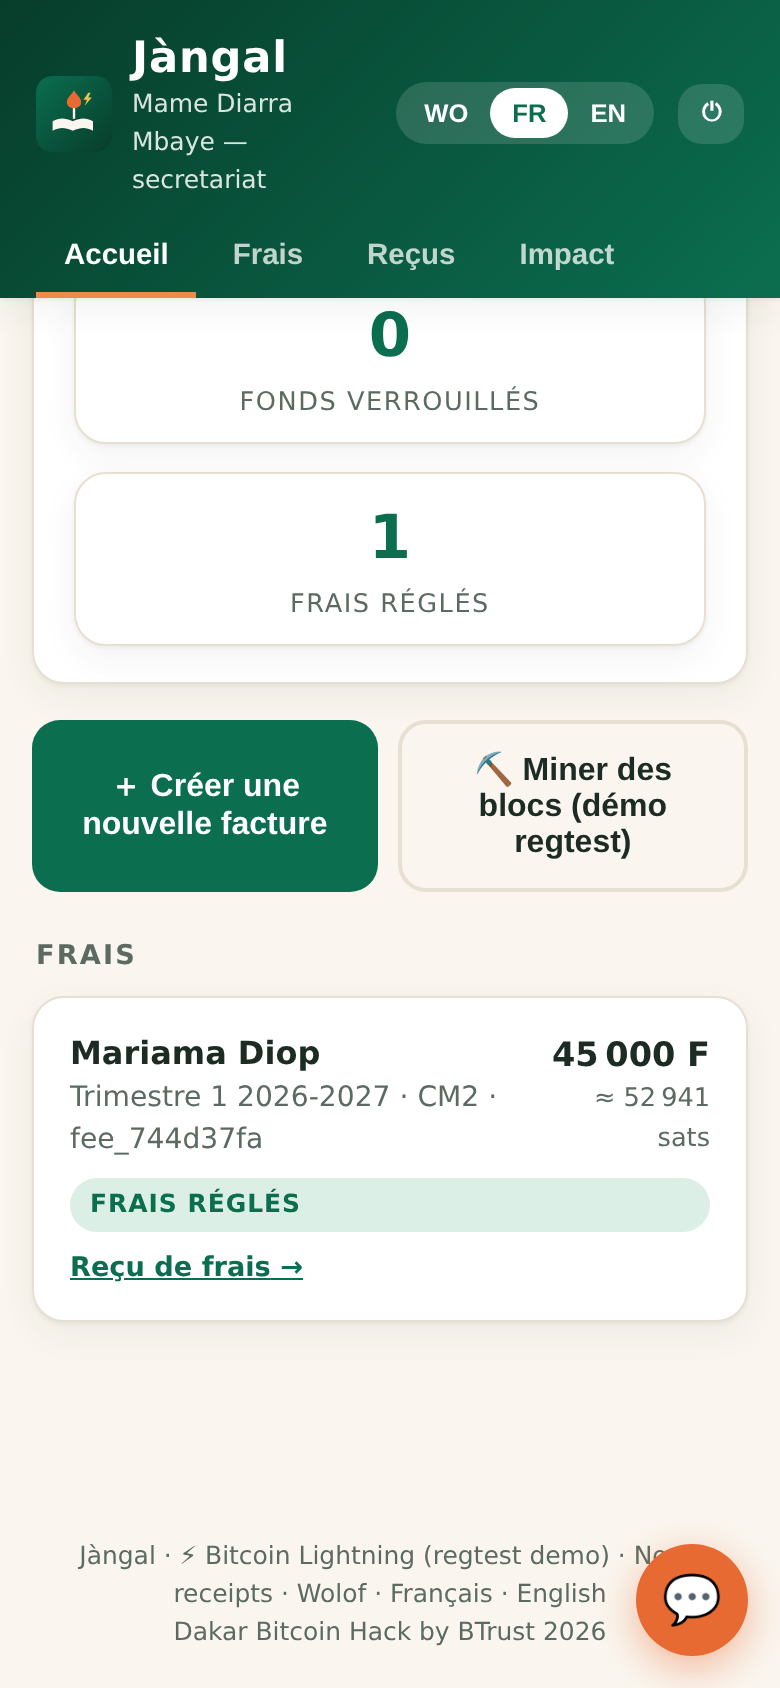 Jàngal
Mame Diarra
Mbaye —
secretariat
WO FR EN
Accueil Frais Reçus Impact
0
FONDS VERROUILLÉS
1
FRAIS RÉGLÉS
+ Créer une
nouvelle facture
Miner des
blocs (démo
regtest)
FRAIS
Mariama Diop
45 000 F
Trimestre 1 2026-2027 · CM2 ·
fee_744d37fa
≈ 52 941
sats
FRAIS RÉGLÉS
Reçu de frais →
Jàngal · ⚡ Bitcoin Lightning (regtest demo) ·
receipts · Wolof · Français · English
Dakar Bitcoin Hack by BTrust 2026